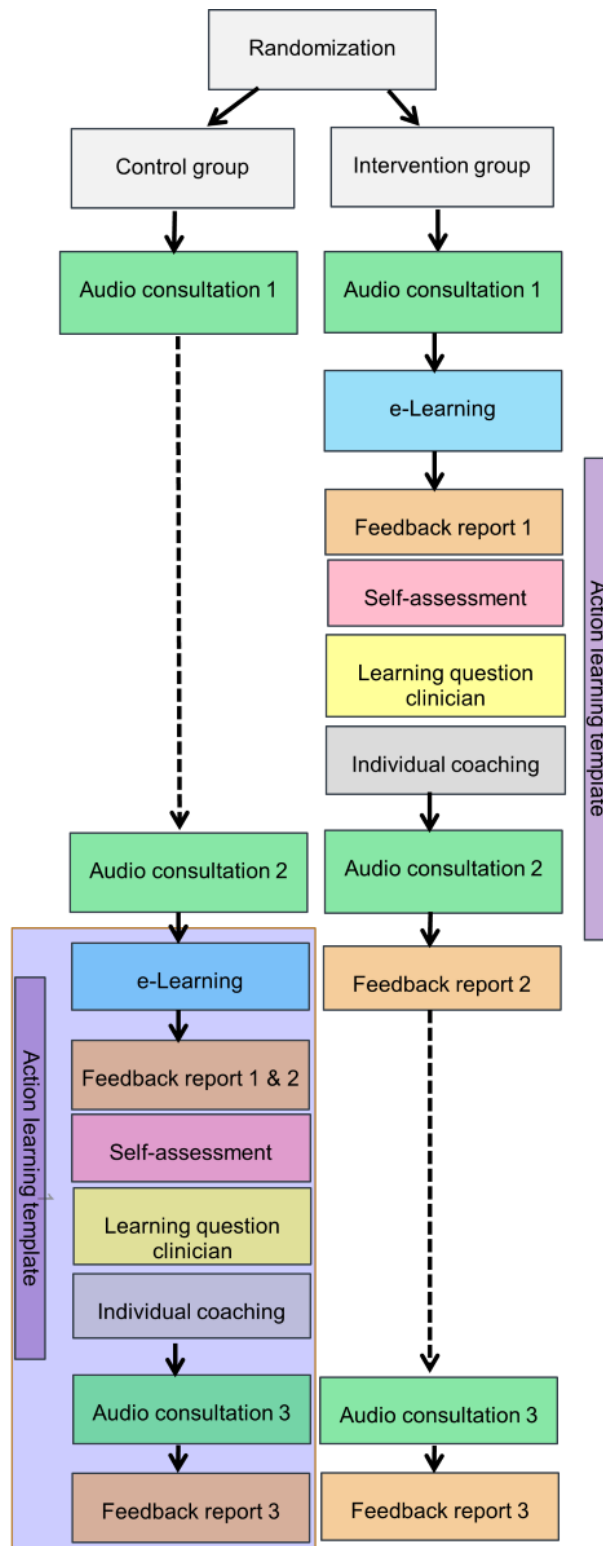 Randomization
Control group
Intervention group
Audio consultation 1
Audio consultation 1
e-Learning
Feedback report 1
Self-assessment
Learning question
clinician
Individual coaching
Action learning template
Audio consultation 2
Audio consultation 2
e-Learning
Feedback report 2
Feedback report 1 & 2
Self-assessment
Learning question
clinician
Individual coaching
Action learning template
Audio consultation 3
Audio consultation 3
Feedback report 3
Feedback report 3